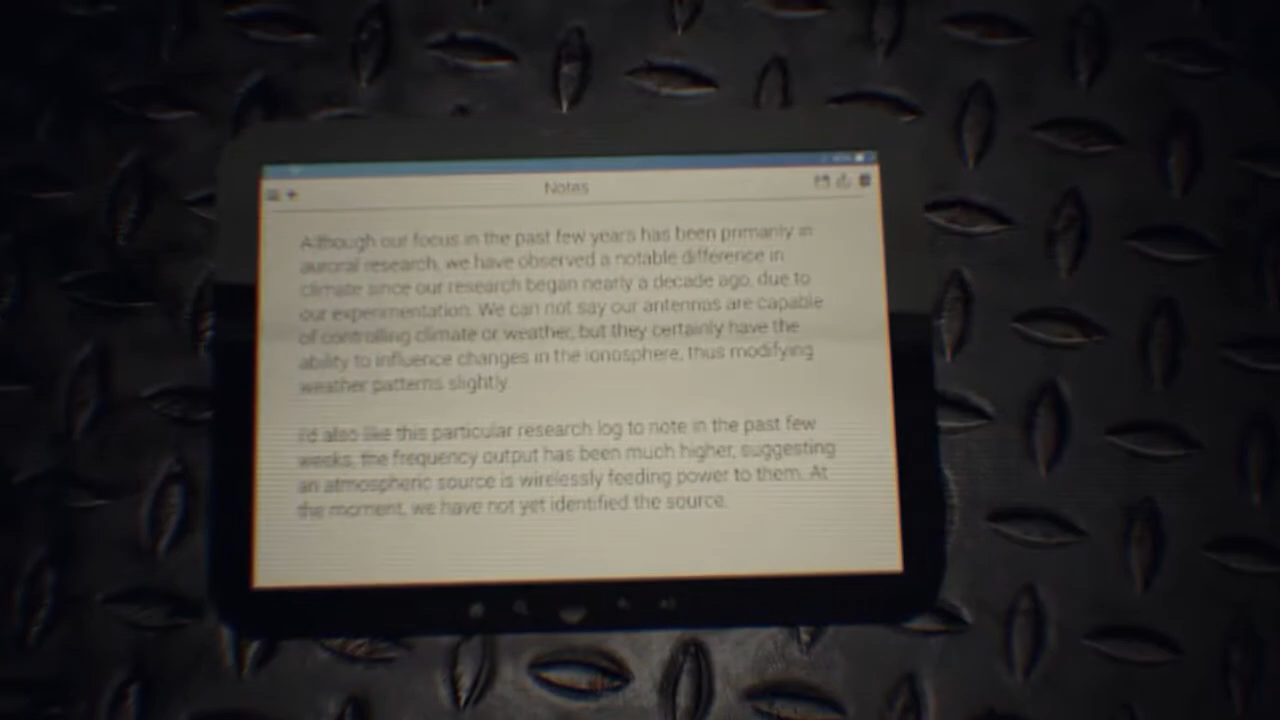 Notes
Although our focus in the past few years has been primarily in
auroral research, we have observed a notable difference in
climate since our research began nearly a decade ago, due to
our experimentation. We can not say our antennas are capable
of controlling climate or weather, but they certainly have the
ability to influence changes in the ionosphere, thus modifying
weather patterns slightly.
I'd also like this particular research log to note in the past few
weeks, the frequency output has been much higher, suggesting
an atmospheric source is wirelessly feeding power to them. At
the moment, we have not yet identified the source.